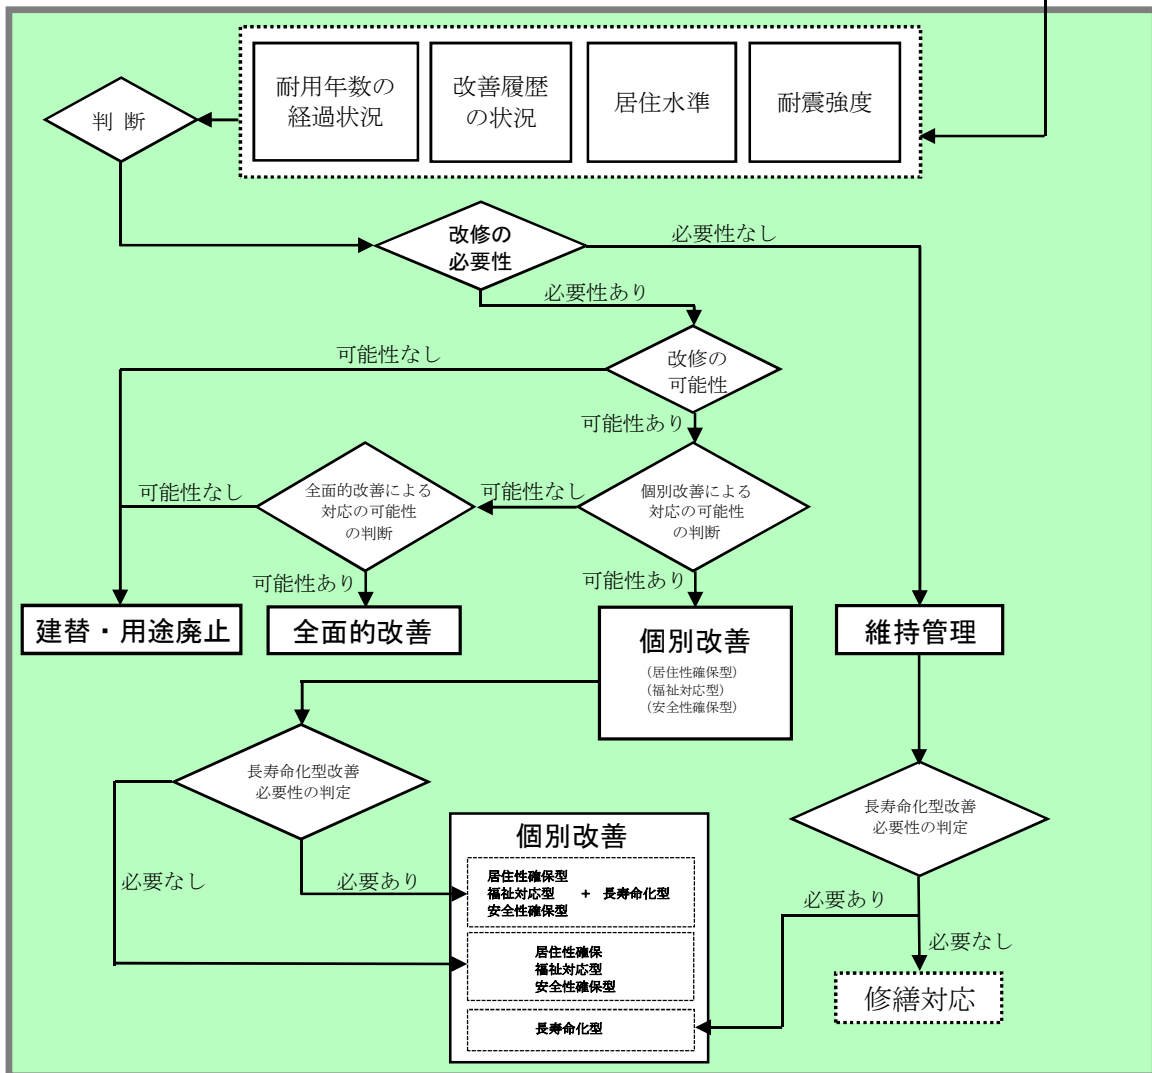 耐用年数の
経過状況
改善履歴
の状況
居住水準
耐震強度
判 断
改修の
必要性
必要性なし
必要性あり
改修の
可能性
可能性なし
可能性あり
個別改善による
対応の可能性
の判断
可能性なし
全面的改善による
対応の可能性
の判断
可能性なし
可能性あり
可能性あり
建替・用途廃止
全面的改善
個別改善
（居住性確保型）
（福祉対応型）
（安全性確保型）
維持管理
長寿命化型改善
必要性の判定
長寿命化型改善
必要性の判定
必要なし
必要あり
個別改善
居住性確保型
福祉対応型 + 長寿命化型
安全性確保型
居住性確保
福祉対応型
安全性確保型
長寿命化型
必要あり
必要なし
修繕対応